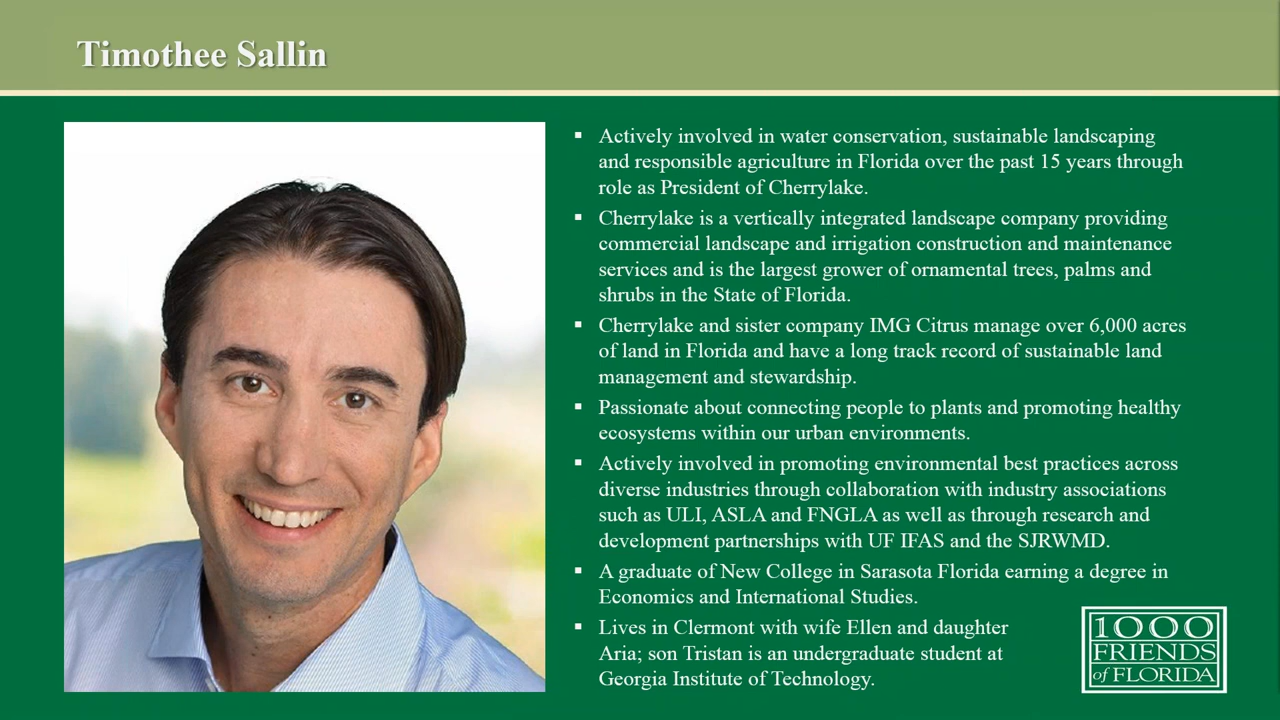 Timothee Sallin
▪ Actively involved in water conservation, sustainable landscaping
and responsible agriculture in Florida over the past 15 years through
role as President of Cherrylake.
▪ Cherrylake is a vertically integrated landscape company providing
commercial landscape and irrigation construction and maintenance
services and is the largest grower of ornamental trees, palms and
shrubs in the State of Florida.
▪ Cherrylake and sister company IMG Citrus manage over 6,000 acres
of land in Florida and have a long track record of sustainable land
management and stewardship.
▪ Passionate about connecting people to plants and promoting healthy
ecosystems within our urban environments.
▪ Actively involved in promoting environmental best practices across
diverse industries through collaboration with industry associations
such as ULI, ASLA and FNGLA as well as through research and
development partnerships with UF IFAS and the SJRWMD.
▪ A graduate of New College in Sarasota Florida earning a degree in
Economics and International Studies.
▪ Lives in Clermont with wife Ellen and daughter
Aria; son Tristan is an undergraduate student at
Georgia Institute of Technology.
1000
FRIENDS
of FLORIDA